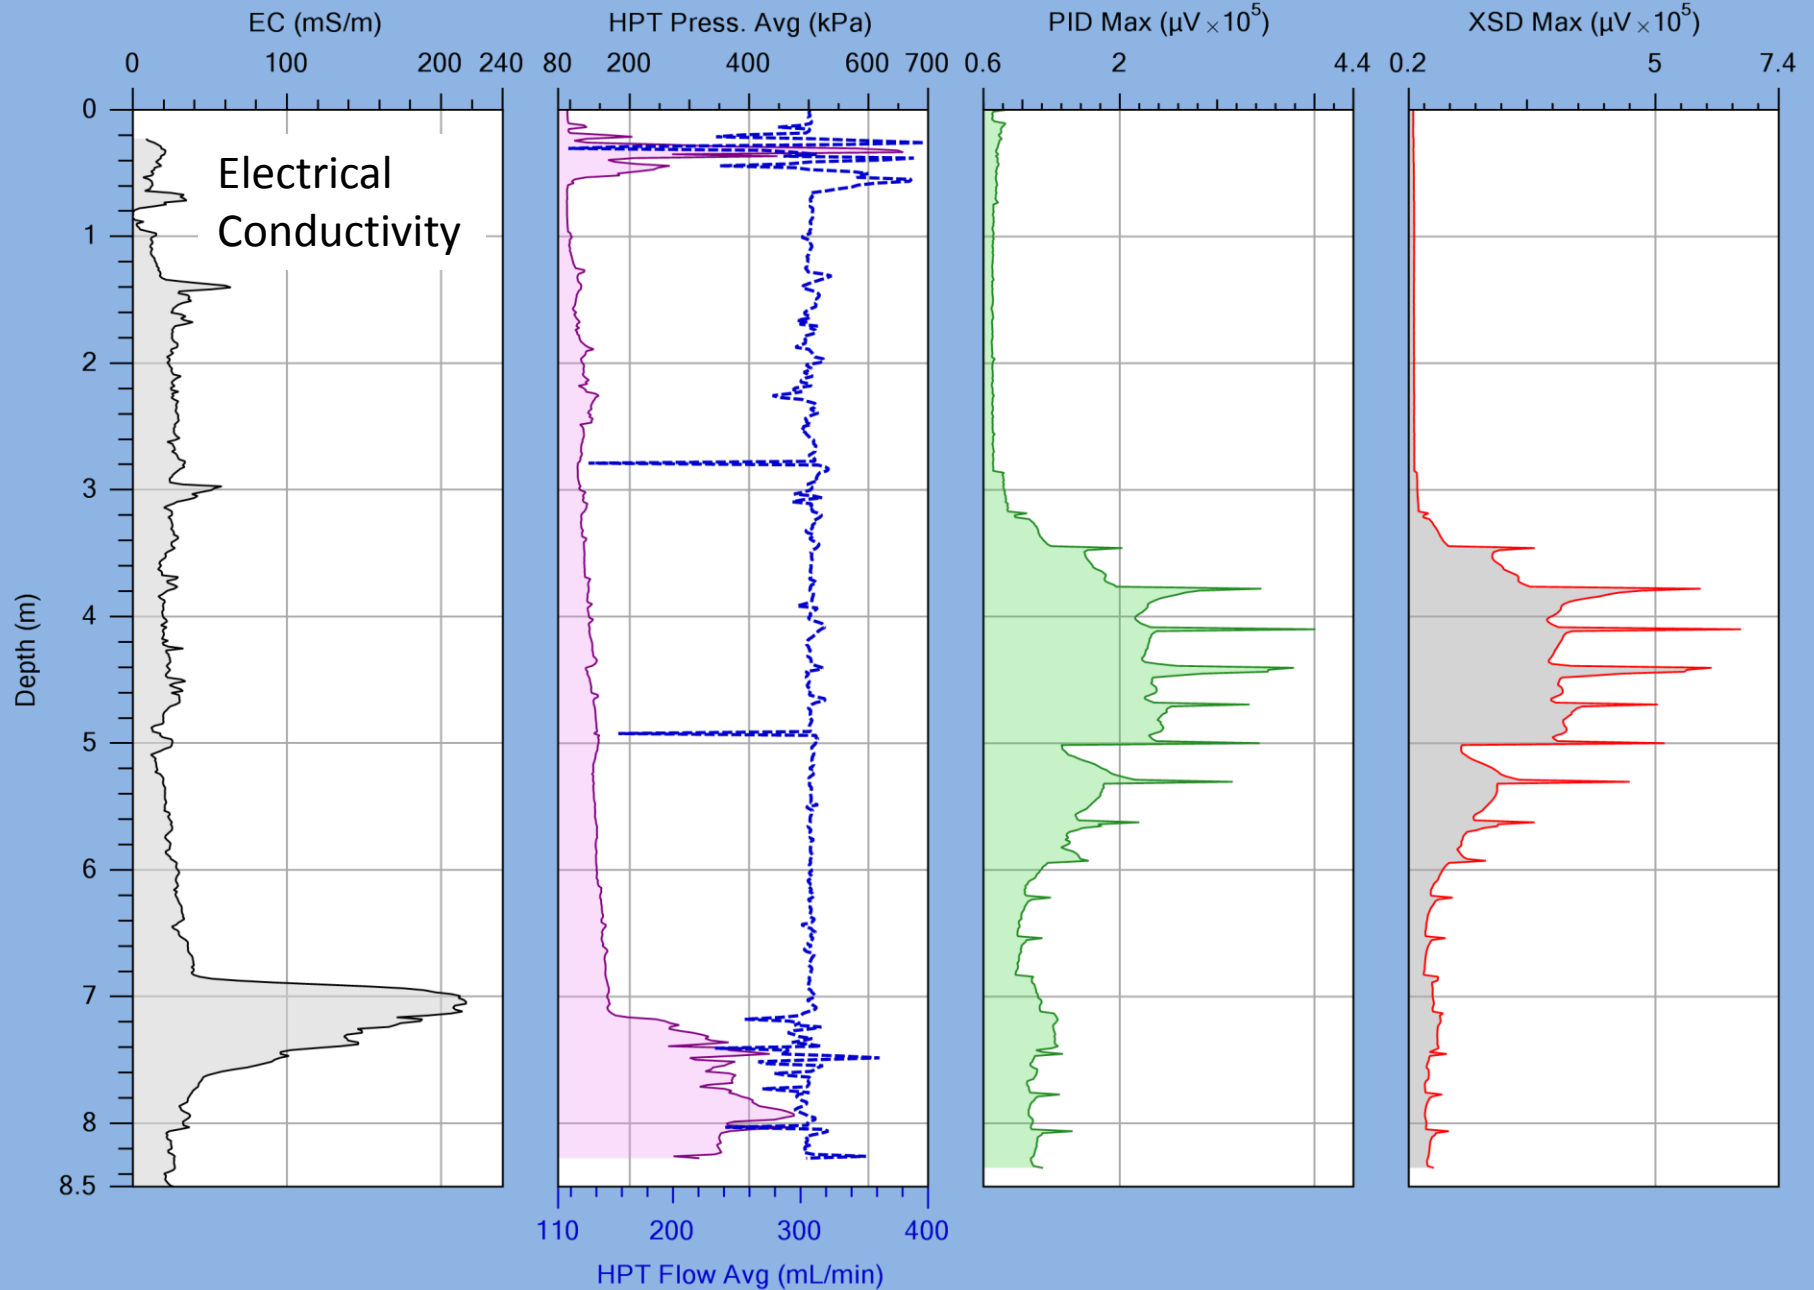 EC (mS/m)
HPT Press. Avg (kPa)
PID Max (µV ×10⁵)
XSD Max (µV ×10⁵)
0 100 200 240
80 200 400 600 700
0.6 2 4.4
0.2 5 7.4
Electrical
Conductivity
Depth (m)
0
1
2
3
4
5
6
7
8
8.5
110 200 300 400
HPT Flow Avg (mL/min)